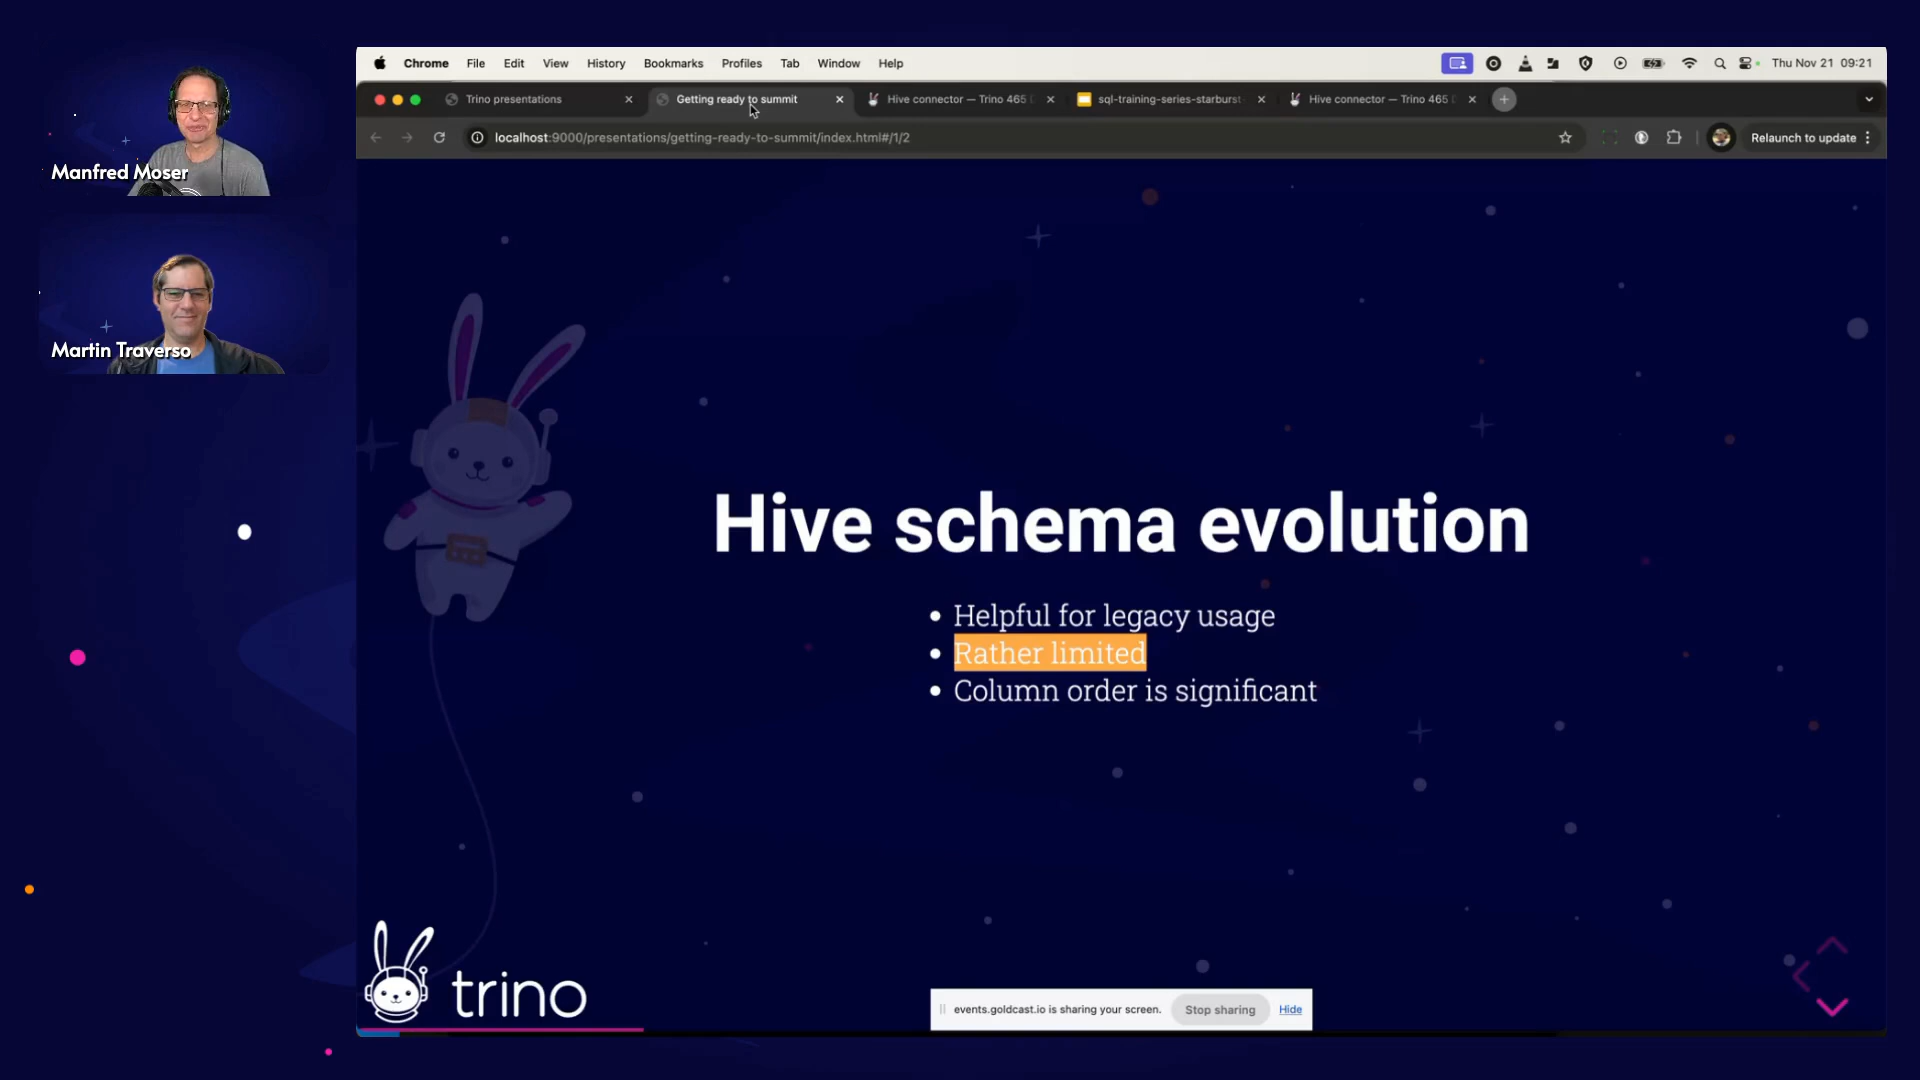 Manfred Moser
Martin Traverso
Chrome File Edit View History Bookmarks Profiles Tab Window Help Thu Nov 21 09:21
Trino presentations
Getting ready to summit
Hive connector — Trino 465
sql-training-series-starburst
Hive connector — Trino 465
localhost:9000/presentations/getting-ready-to-summit/index.html#/1/2
Relaunch to update
Hive schema evolution
• Helpful for legacy usage
• Rather limited
• Column order is significant
trino
events.goldcast.io is sharing your screen. Stop sharing Hide